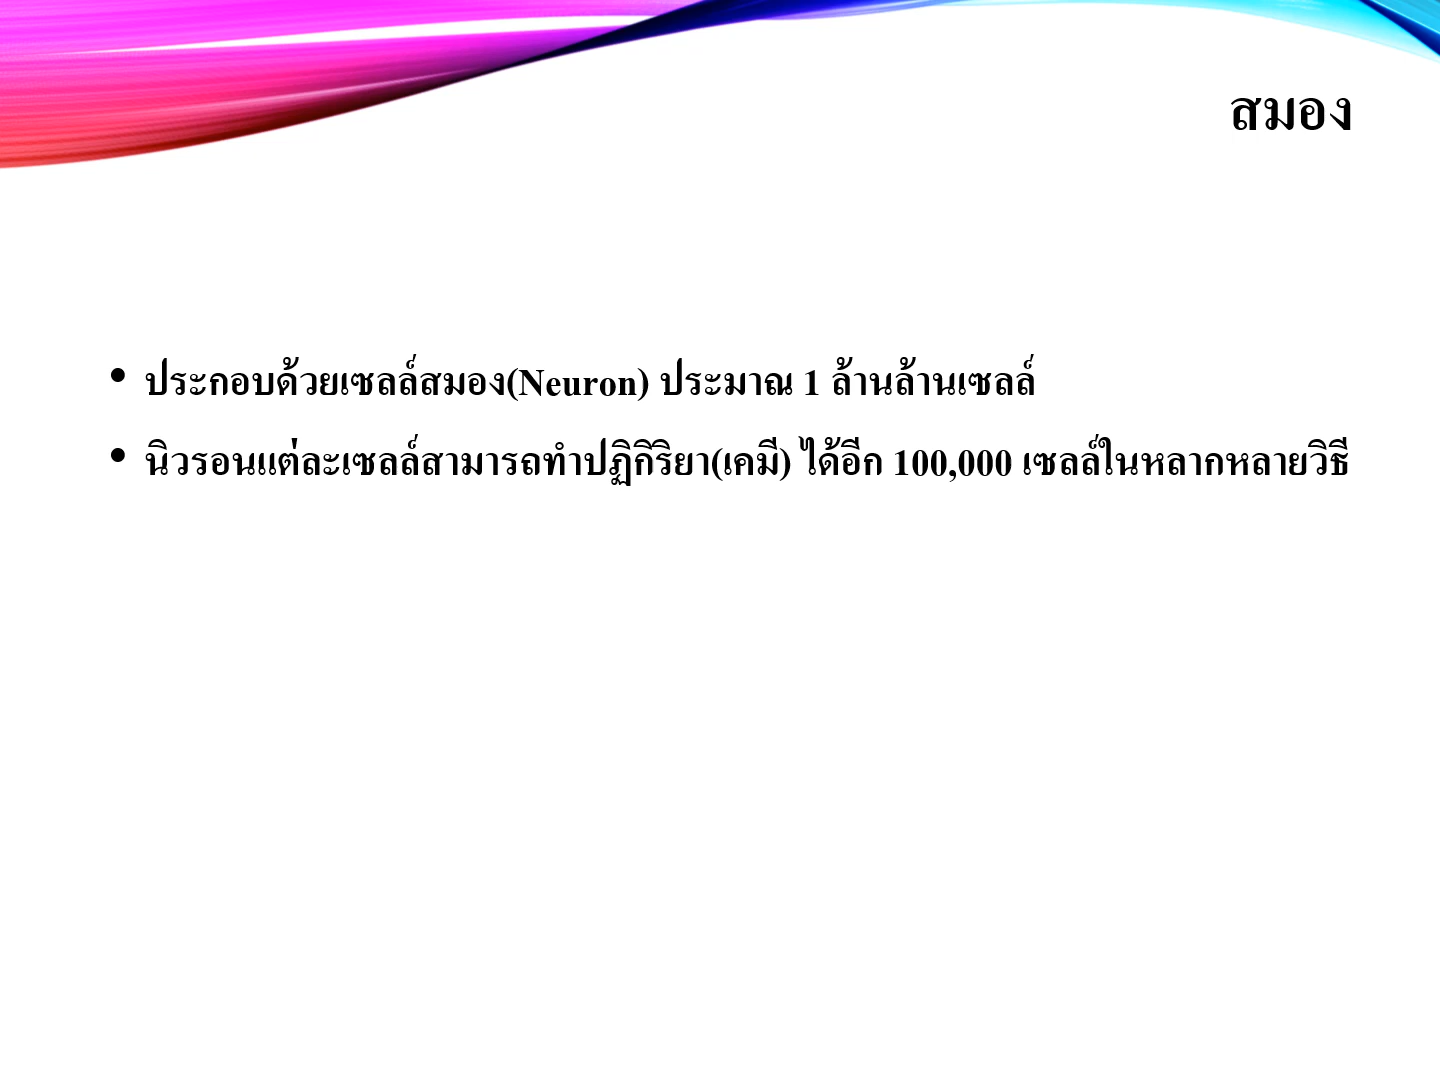 สมอง
• ประกอบด้วยเซลล์สมอง(Neuron) ประมาณ 1 ล้านล้านเซลล์
• นิวรอนแต่ละเซลล์สามารถทำปฏิกิริยา(เคมี) ได้อีก 100,000 เซลล์ในหลากหลายวิธี